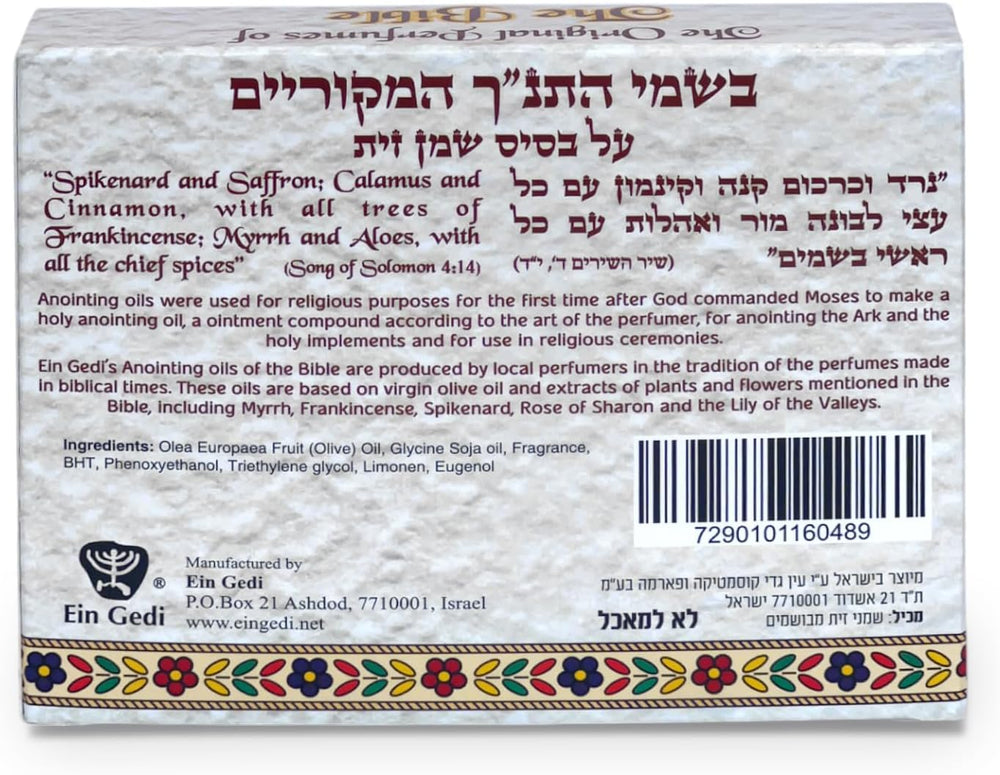 The Bible
The Original Perfumes of
בשמי התנ״ך המקוריים
על בסיס שמן זית
“Spikenard and Saffron; Calamus and
Cinnamon, with all trees of
Frankincense; Myrrh and Aloes, with
all the chief spices” (Song of Solomon 4:14)
”נרד וכרכום קנה וקינמון עם כל
עצי לבונה מור ואהלות עם כל
ראשי בשמים” (שיר השירים ד', י"ד)
Anointing oils were used for religious purposes for the first time after God commanded Moses to make a
holy anointing oil, a ointment compound according to the art of the perfumer, for anointing the Ark and the
holy implements and for use in religious ceremonies.
Ein Gedi's Anointing oils of the Bible are produced by local perfumers in the tradition of the perfumes made
in biblical times. These oils are based on virgin olive oil and extracts of plants and flowers mentioned in the
Bible, including Myrrh, Frankincense, Spikenard, Rose of Sharon and the Lily of the Valleys.
Ingredients: Olea Europaea Fruit (Olive) Oil, Glycine Soja oil, Fragrance,
BHT, Phenoxyethanol, Triethylene glycol, Limonen, Eugenol
7290101160489
®
Ein Gedi
Manufactured by
Ein Gedi
P.O.Box 21 Ashdod, 7710001, Israel
www.eingedi.net
מיוצר בישראל ע"י עין גדי קוסמטיקה ופארמה בע"מ
ת"ד 21 אשדוד 7710001 ישראל
מכיל: שמני זית מבושמים
לא למאכל